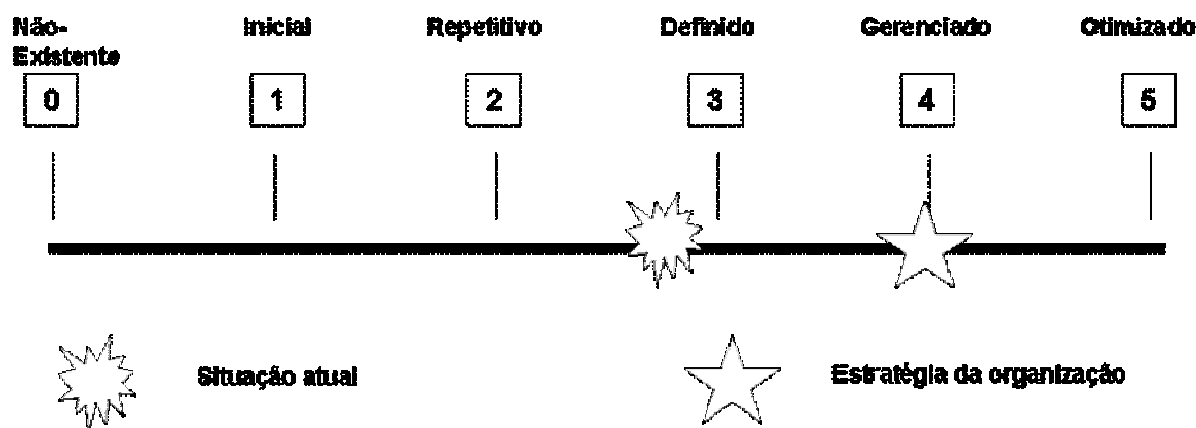 Não-
Existente
Inicial
Repetitivo
Definido
Gerenciado
Otimizado
0
1
2
3
4
5
Situação atual
Estratégia da organização